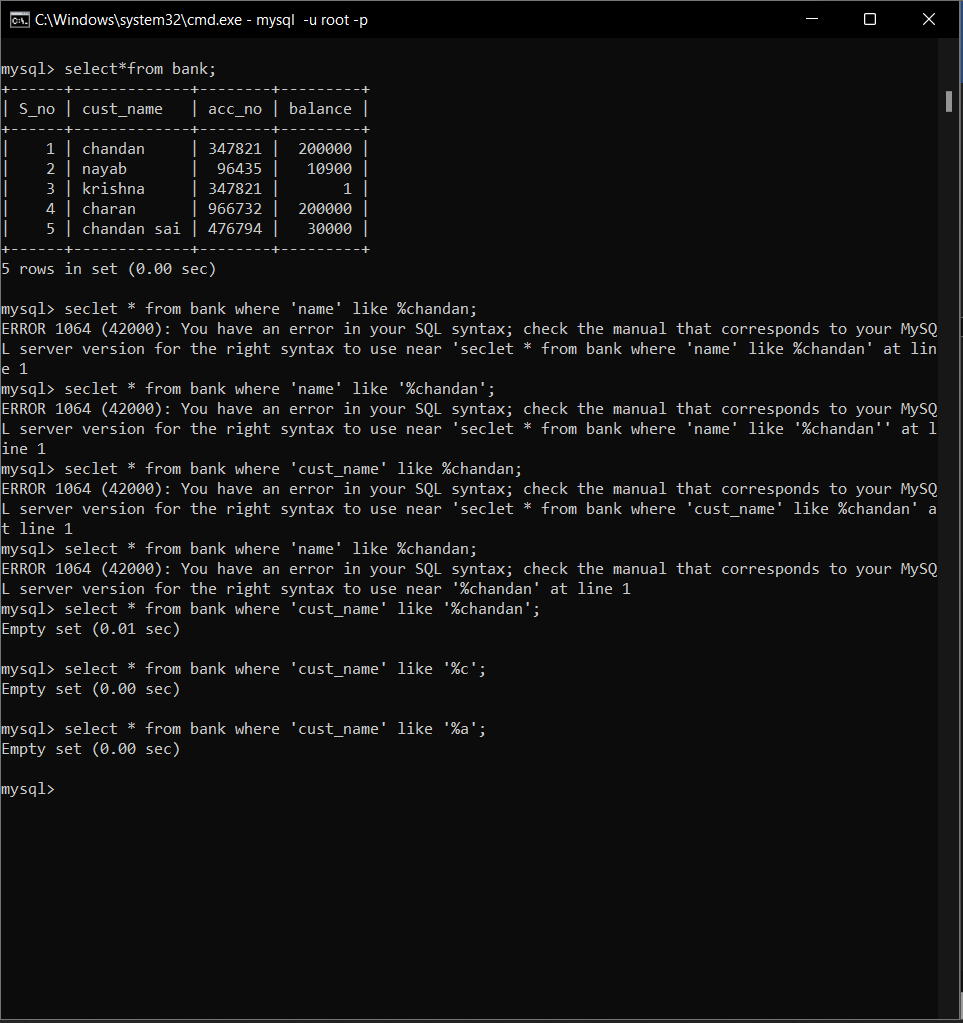 C:\Windows\system32\cmd.exe - mysql  -u root -p
mysql> select*from bank;
+------+-------------+--------+---------+
| S_no | cust_name   | acc_no | balance |
+------+-------------+--------+---------+
|    1 | chandan     | 347821 |  200000 |
|    2 | nayab       |  96435 |   10900 |
|    3 | krishna     | 347821 |       1 |
|    4 | charan      | 966732 |  200000 |
|    5 | chandan sai | 476794 |   30000 |
+------+-------------+--------+---------+
5 rows in set (0.00 sec)
mysql> seclet * from bank where 'name' like %chandan;
ERROR 1064 (42000): You have an error in your SQL syntax; check the manual that corresponds to your MySQ
L server version for the right syntax to use near 'seclet * from bank where 'name' like %chandan' at lin
e 1
mysql> seclet * from bank where 'name' like '%chandan';
ERROR 1064 (42000): You have an error in your SQL syntax; check the manual that corresponds to your MySQ
L server version for the right syntax to use near 'seclet * from bank where 'name' like '%chandan'' at l
ine 1
mysql> seclet * from bank where 'cust_name' like %chandan;
ERROR 1064 (42000): You have an error in your SQL syntax; check the manual that corresponds to your MySQ
L server version for the right syntax to use near 'seclet * from bank where 'cust_name' like %chandan' a
t line 1
mysql> select * from bank where 'name' like %chandan;
ERROR 1064 (42000): You have an error in your SQL syntax; check the manual that corresponds to your MySQ
L server version for the right syntax to use near '%chandan' at line 1
mysql> select * from bank where 'cust_name' like '%chandan';
Empty set (0.01 sec)
mysql> select * from bank where 'cust_name' like '%c';
Empty set (0.00 sec)
mysql> select * from bank where 'cust_name' like '%a';
Empty set (0.00 sec)
mysql>